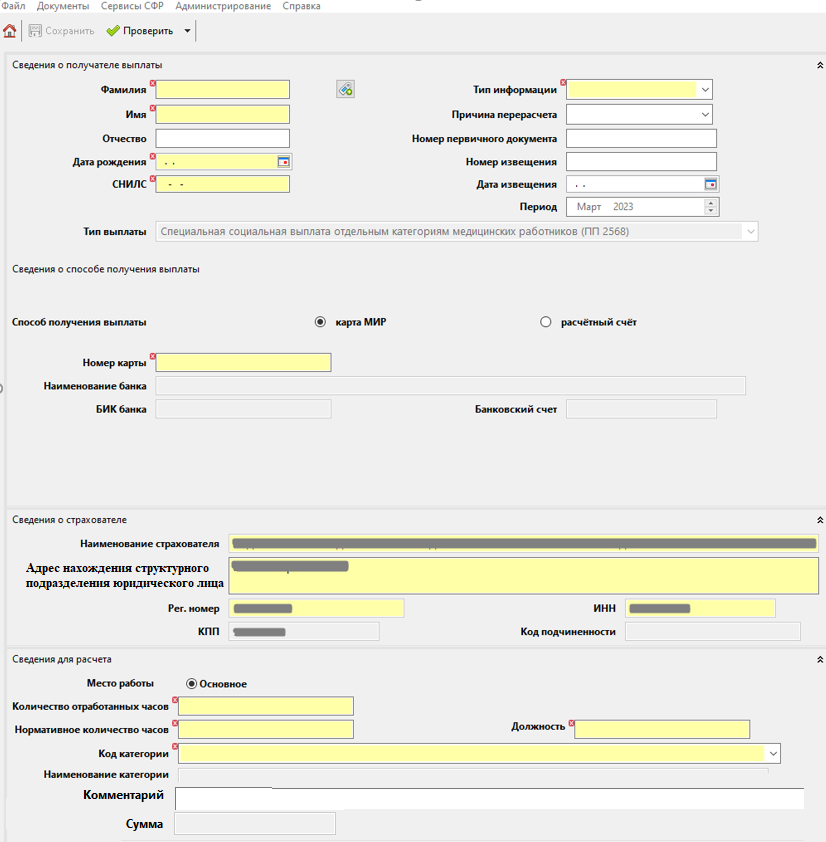 Файл Документы Сервисы СФР Администрирование Справка
Сохранить Проверить
Сведения о получателе выплаты
Фамилия Тип информации
Имя Причина перерасчета
Отчество Номер первичного документа
Дата рождения . . Номер извещения
СНИЛС - - Дата извещения . .
Период Март 2023
Тип выплаты Специальная социальная выплата отдельным категориям медицинских работников (ПП 2568)
Сведения о способе получения выплаты
Способ получения выплаты карта МИР расчётный счёт
Номер карты
Наименование банка
БИК банка Банковский счет
Сведения о страхователе
Наименование страхователя
Адрес нахождения структурного
подразделения юридического лица
Рег. номер ИНН
КПП Код подчиненности
Сведения для расчета
Место работы Основное
Количество отработанных часов
Нормативное количество часов Должность
Код категории
Наименование категории
Комментарий
Сумма